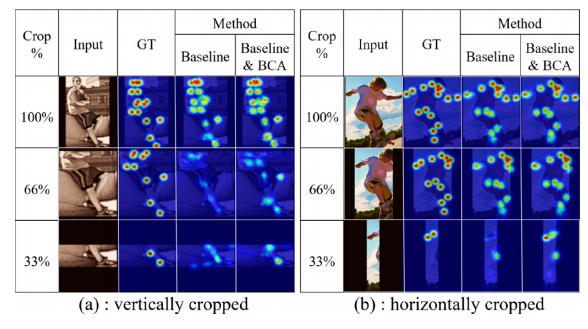 Crop % Input GT Method Baseline Baseline & BCA
100%
66%
33%
(a) : vertically cropped
Crop % Input GT Method Baseline Baseline & BCA
100%
66%
33%
(b) : horizontally cropped